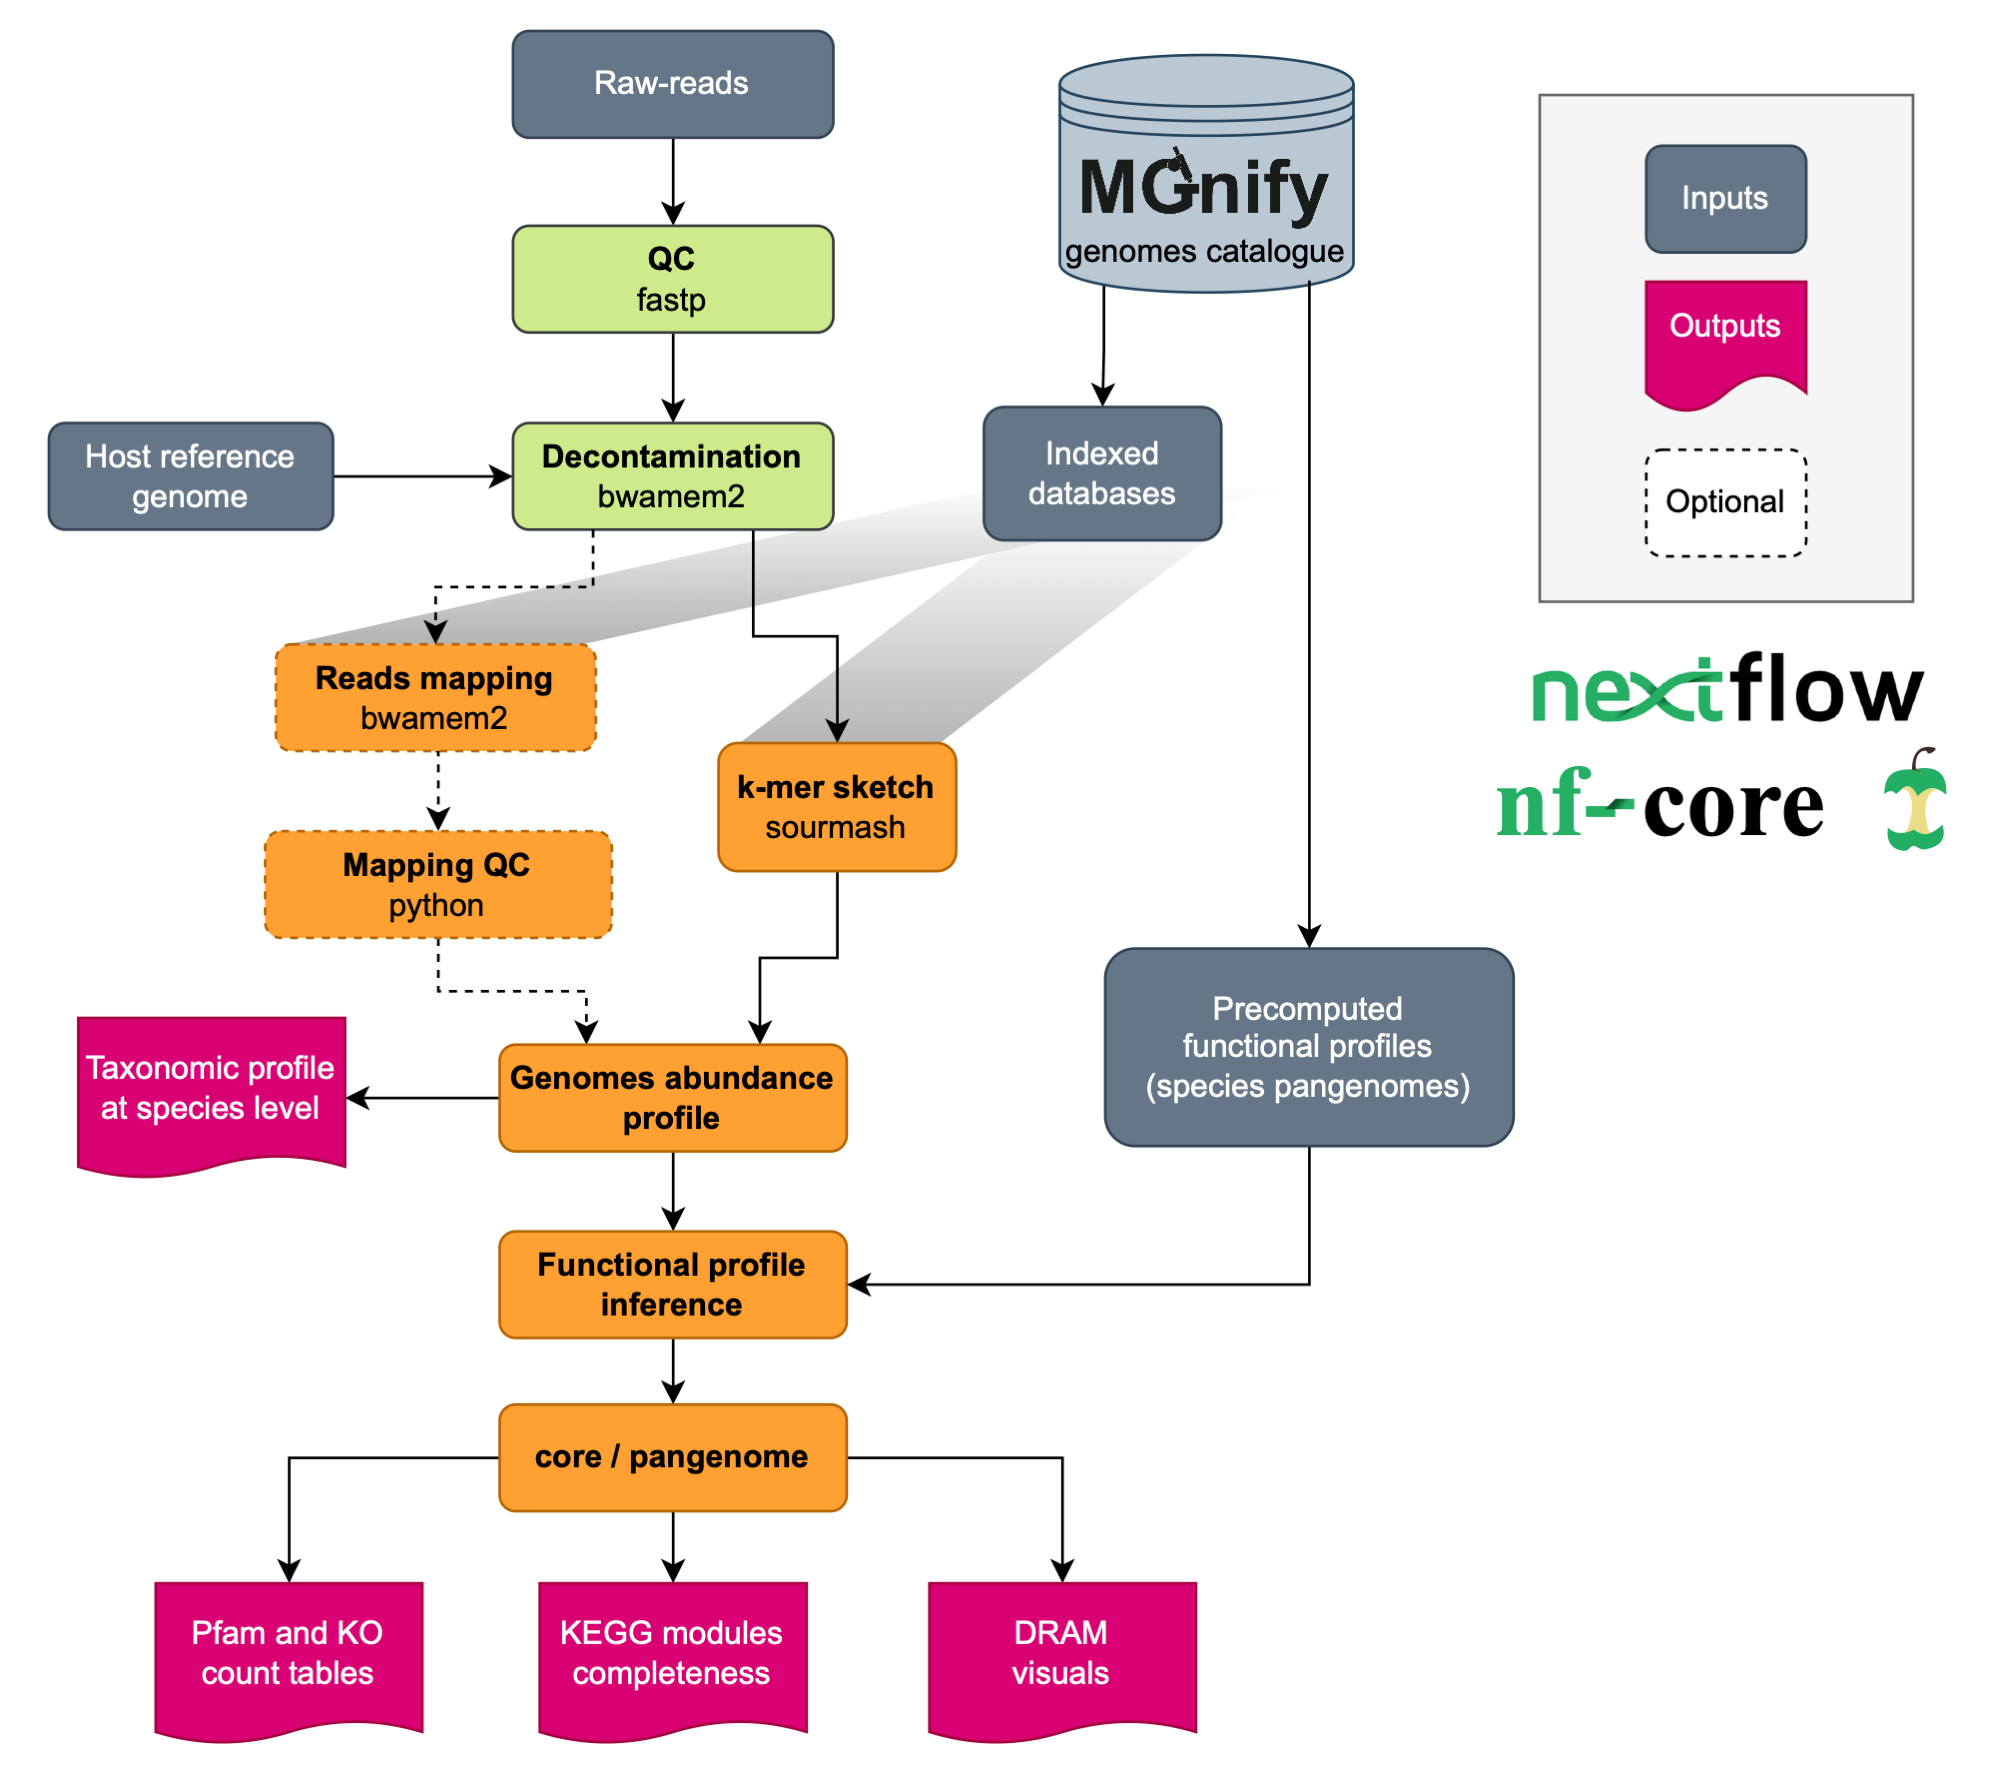 Raw-reads
MGnify
genomes catalogue
Inputs
QC
fastp
Outputs
Host reference
genome
Decontamination
bwamem2
Indexed
databases
Optional
Reads mapping
bwamem2
nextflow
k-mer sketch
sourmash
nf-core
Mapping QC
python
Precomputed
functional profiles
(species pangenomes)
Taxonomic profile
at species level
Genomes abundance
profile
Functional profile
inference
core / pangenome
Pfam and KO
count tables
KEGG modules
completeness
DRAM
visuals